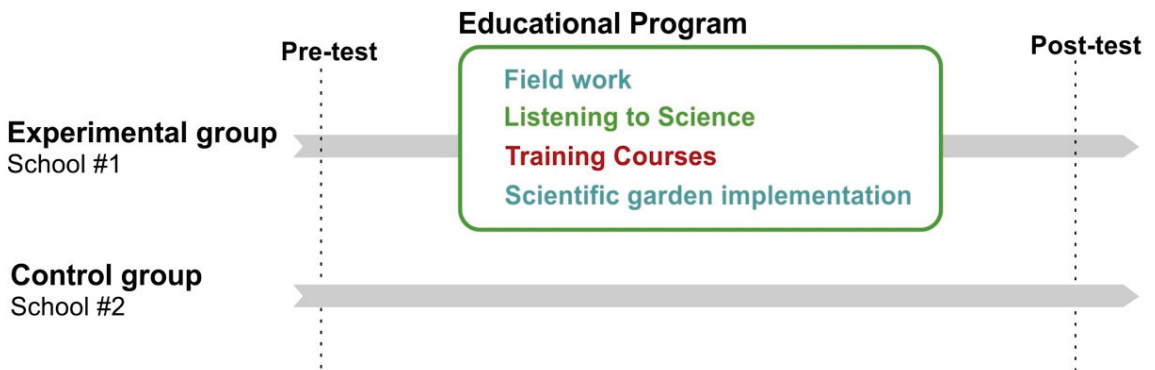 Educational Program
Pre-test
Post-test
Field work
Listening to Science
Training Courses
Scientific garden implementation
Experimental group
School #1
Control group
School #2